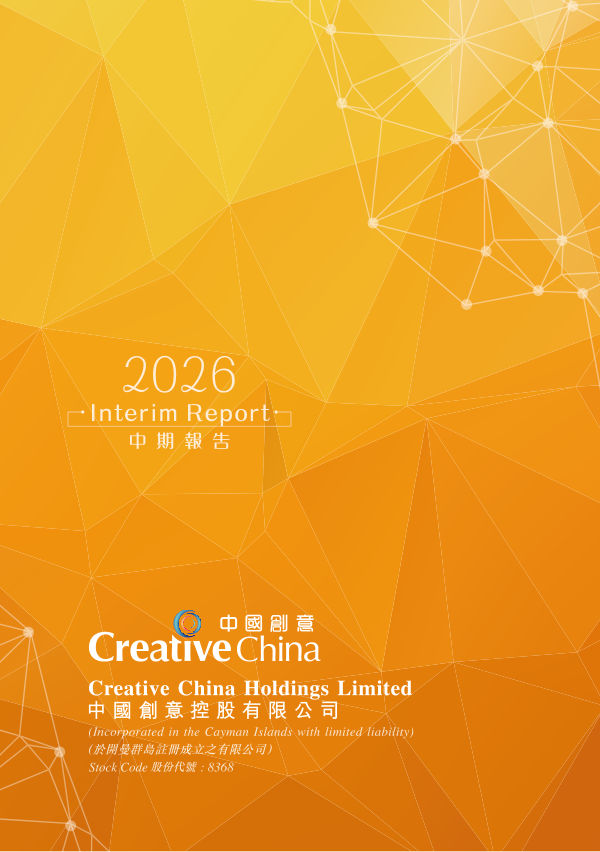 2026
Interim Report
中期報告
中國創意
Creative China
Creative China Holdings Limited
中國創意控股有限公司
(Incorporated in the Cayman Islands with limited liability)
(於開曼群島註冊成立之有限公司)
Stock Code 股份代號 : 8368